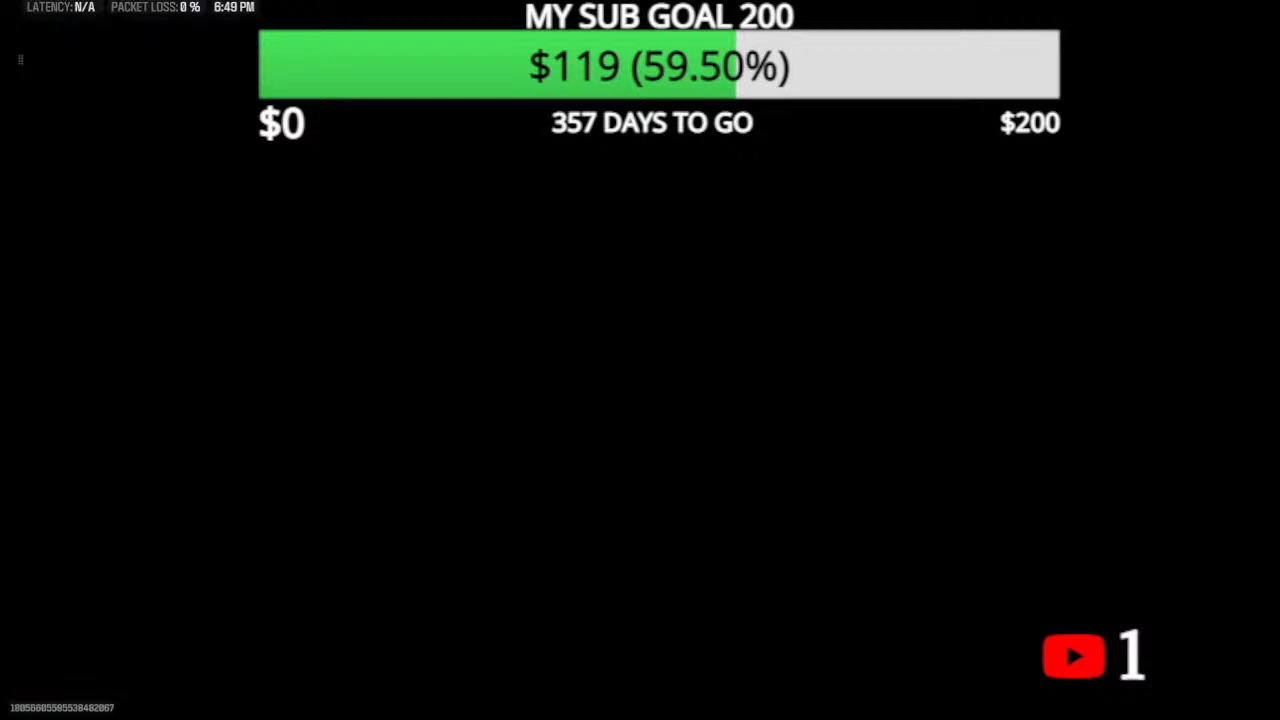 LATENCY: N/A PACKET LOSS: 0 % 6:49 PM
MY SUB GOAL 200
$119 (59.50%)
$0 357 DAYS TO GO $200
1
18056605595538482067